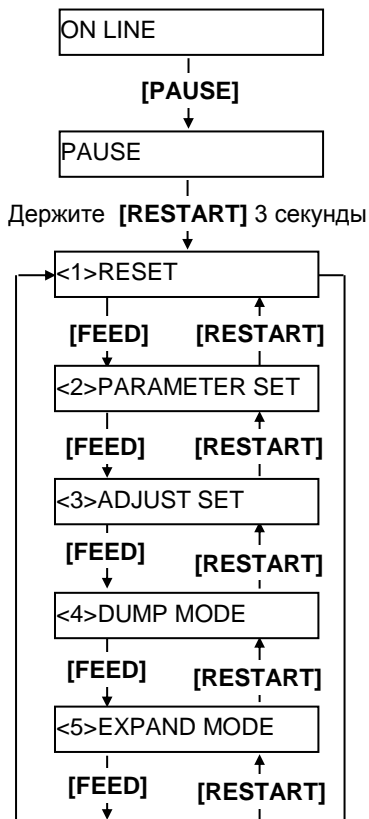 ON LINE
[PAUSE]
PAUSE
Держите [RESTART] 3 секунды
<1>RESET
[FEED] [RESTART]
<2>PARAMETER SET
[FEED] [RESTART]
<3>ADJUST SET
[FEED] [RESTART]
<4>DUMP MODE
[FEED] [RESTART]
<5>EXPAND MODE
[FEED] [RESTART]